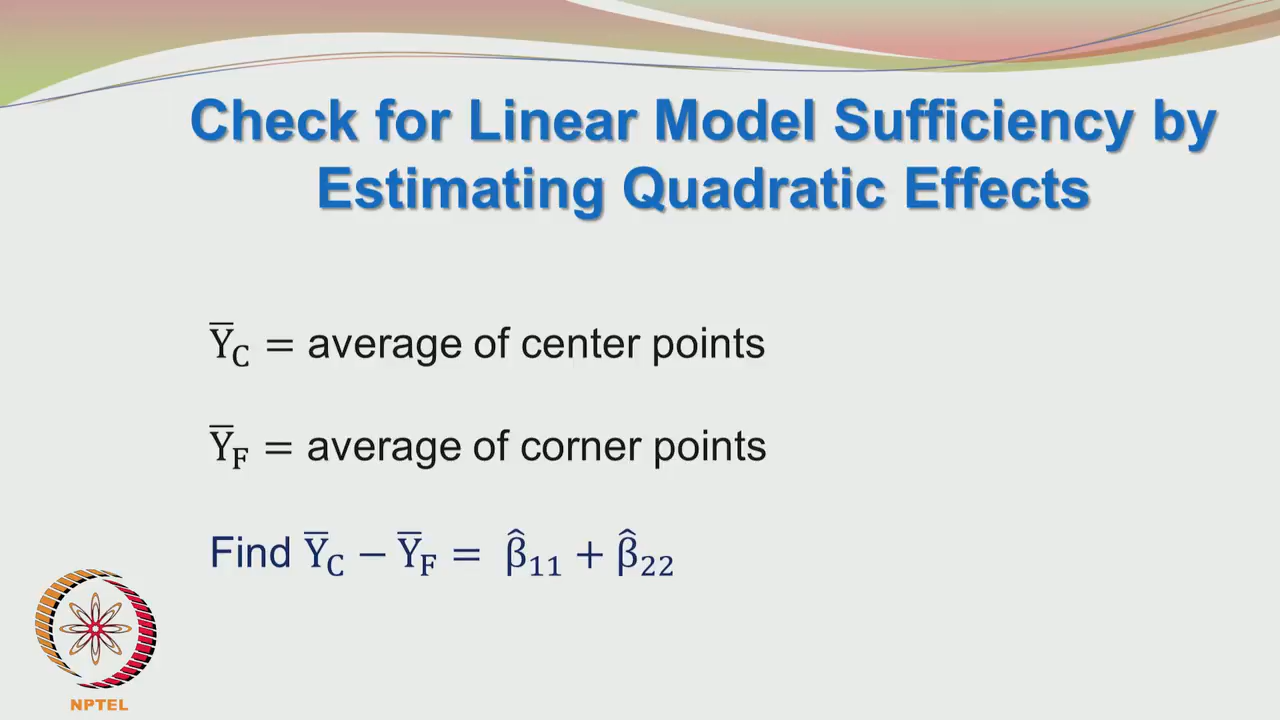 Check for Linear Model Sufficiency by
Estimating Quadratic Effects
Y̅C = average of center points
Y̅F = average of corner points
Find Y̅C − Y̅F = β̂11 + β̂22
NPTEL